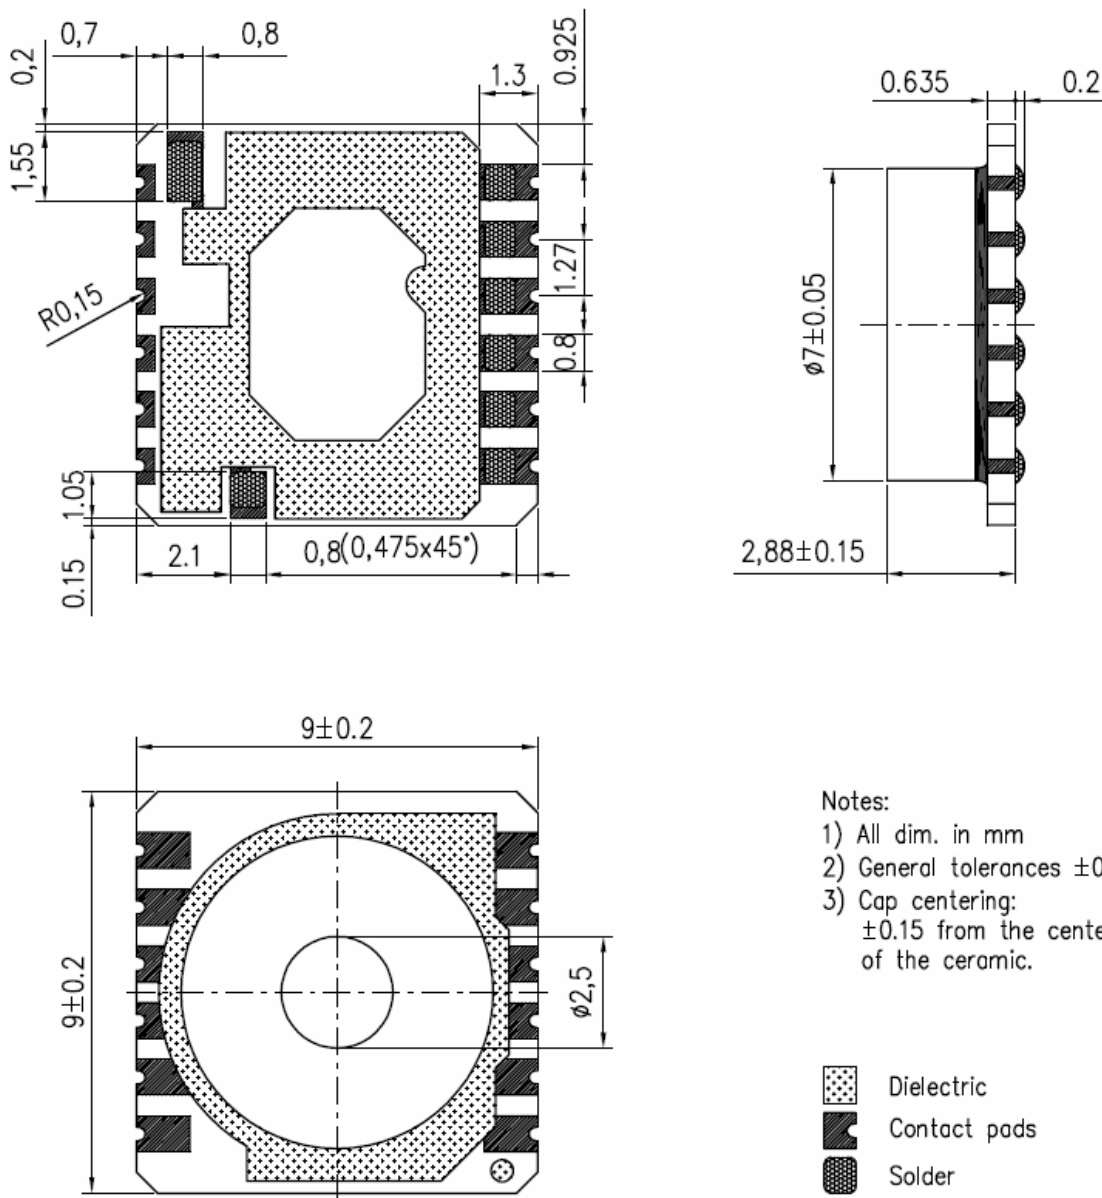 0,7
0,8
0,2
1,55
0.925
1.3
1.27
0.8
R0,15
1.05
0.15
2.1
0,8(0,475x45°)
0.635
0.2
ø7±0.05
2,88±0.15
9±0.2
9±0.2
ø2,5
Notes:
1) All dim. in mm
2) General tolerances ±0
3) Cap centering:
±0.15 from the cente
of the ceramic.
Dielectric
Contact pads
Solder